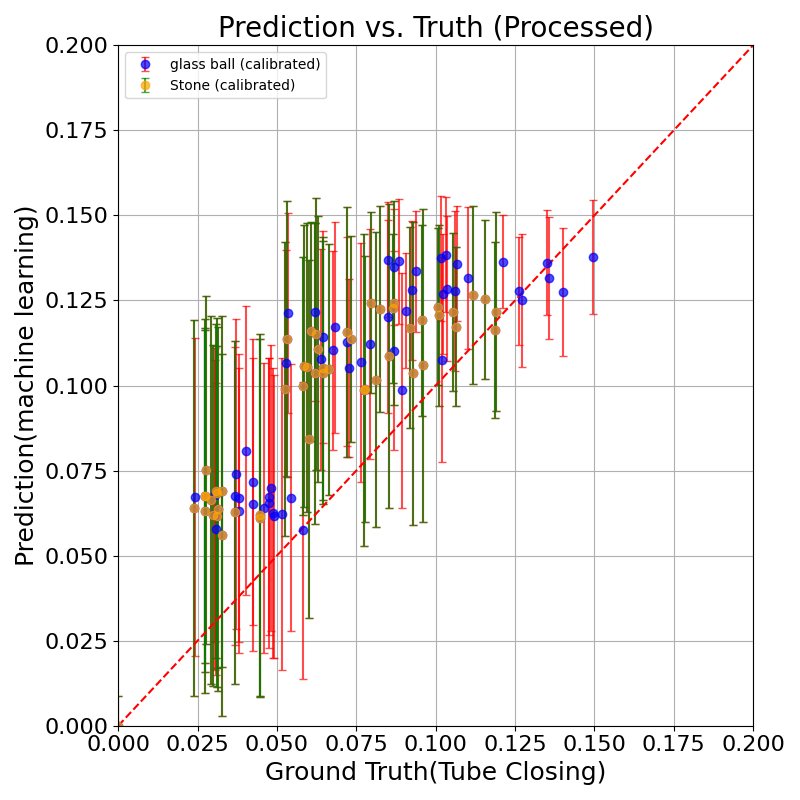 Prediction vs. Truth (Processed)
glass ball (calibrated)
Stone (calibrated)
Prediction(machine learning)
0.200
0.175
0.150
0.125
0.100
0.075
0.050
0.025
0.000
0.000 0.025 0.050 0.075 0.100 0.125 0.150 0.175 0.200
Ground Truth(Tube Closing)